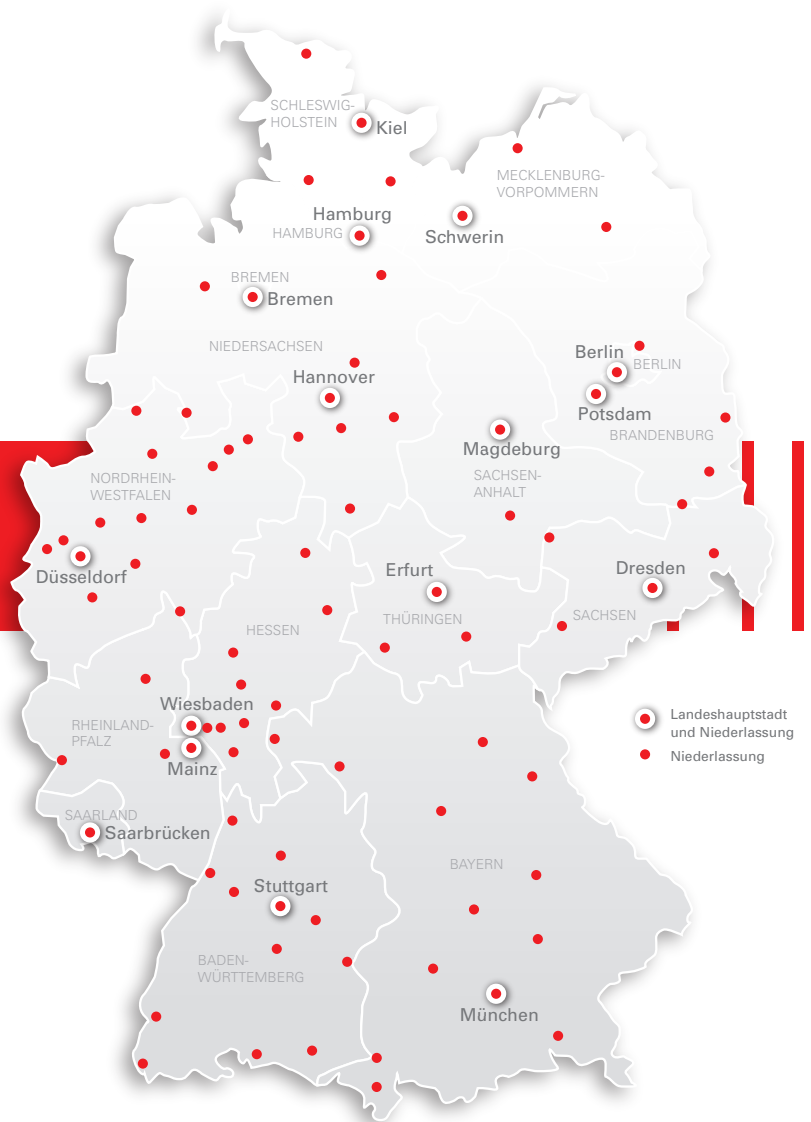 SCHLESWIG-
HOLSTEIN
Kiel
MECKLENBURG-
VORPOMMERN
Hamburg
HAMBURG
Schwerin
BREMEN
Bremen
NIEDERSACHSEN
Hannover
Berlin
BERLIN
Potsdam
BRANDENBURG
Magdeburg
SACHSEN-
ANHALT
NORDRHEIN-
WESTFALEN
Düsseldorf
Erfurt
THÜRINGEN
Dresden
SACHSEN
HESSEN
Wiesbaden
RHEINLAND-
PFALZ
Mainz
Landeshauptstadt
und Niederlassung
Niederlassung
SAARLAND
Saarbrücken
BAYERN
Stuttgart
BADEN-
WÜRTTEMBERG
München